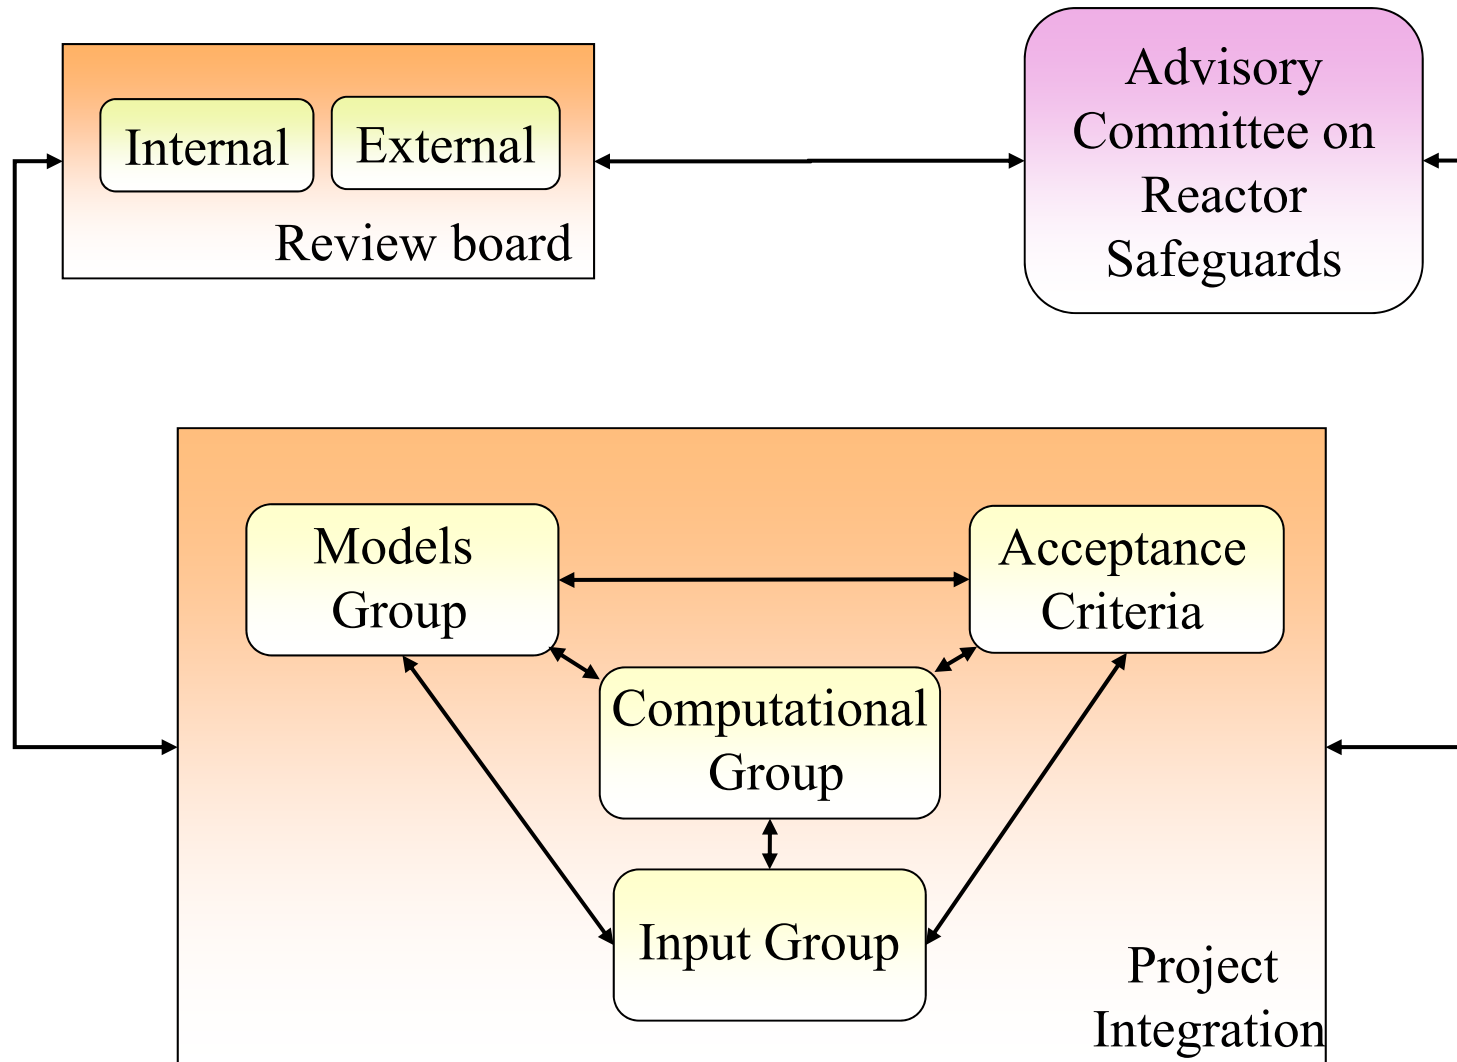 Internal
External
Review board
Advisory
Committee on
Reactor
Safeguards
Models
Group
Acceptance
Criteria
Computational
Group
Input Group
Project
Integration